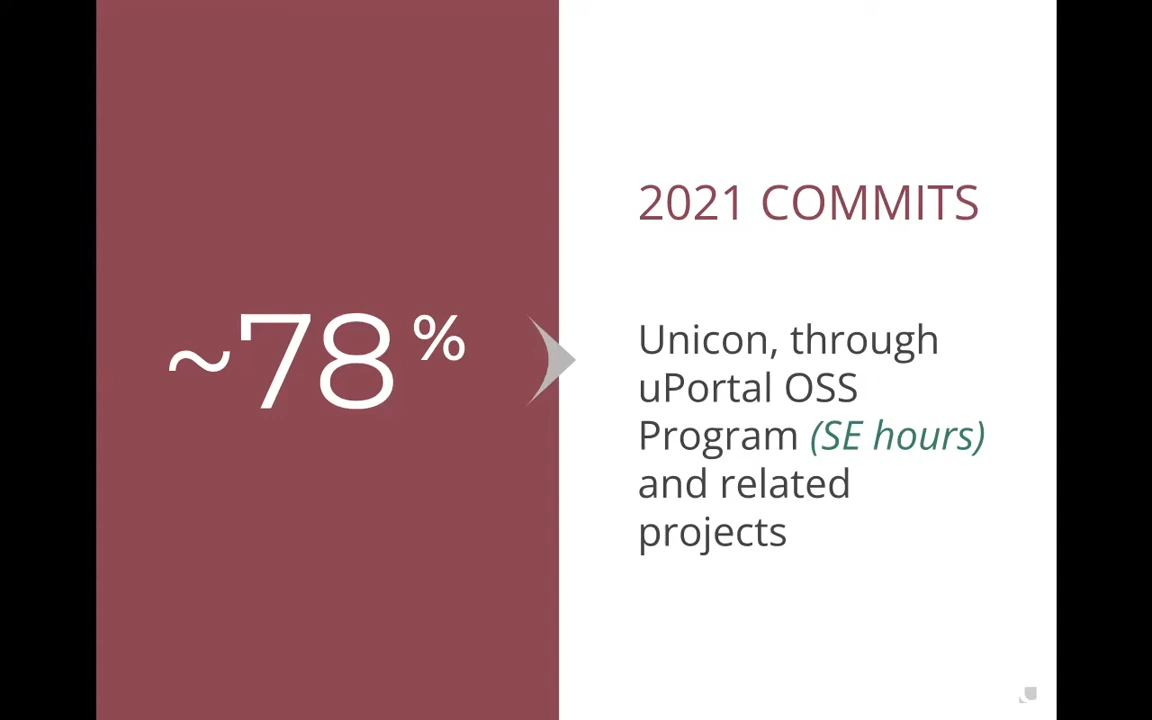 ~78%
2021 COMMITS
Unicon, through
uPortal OSS
Program (SE hours)
and related
projects